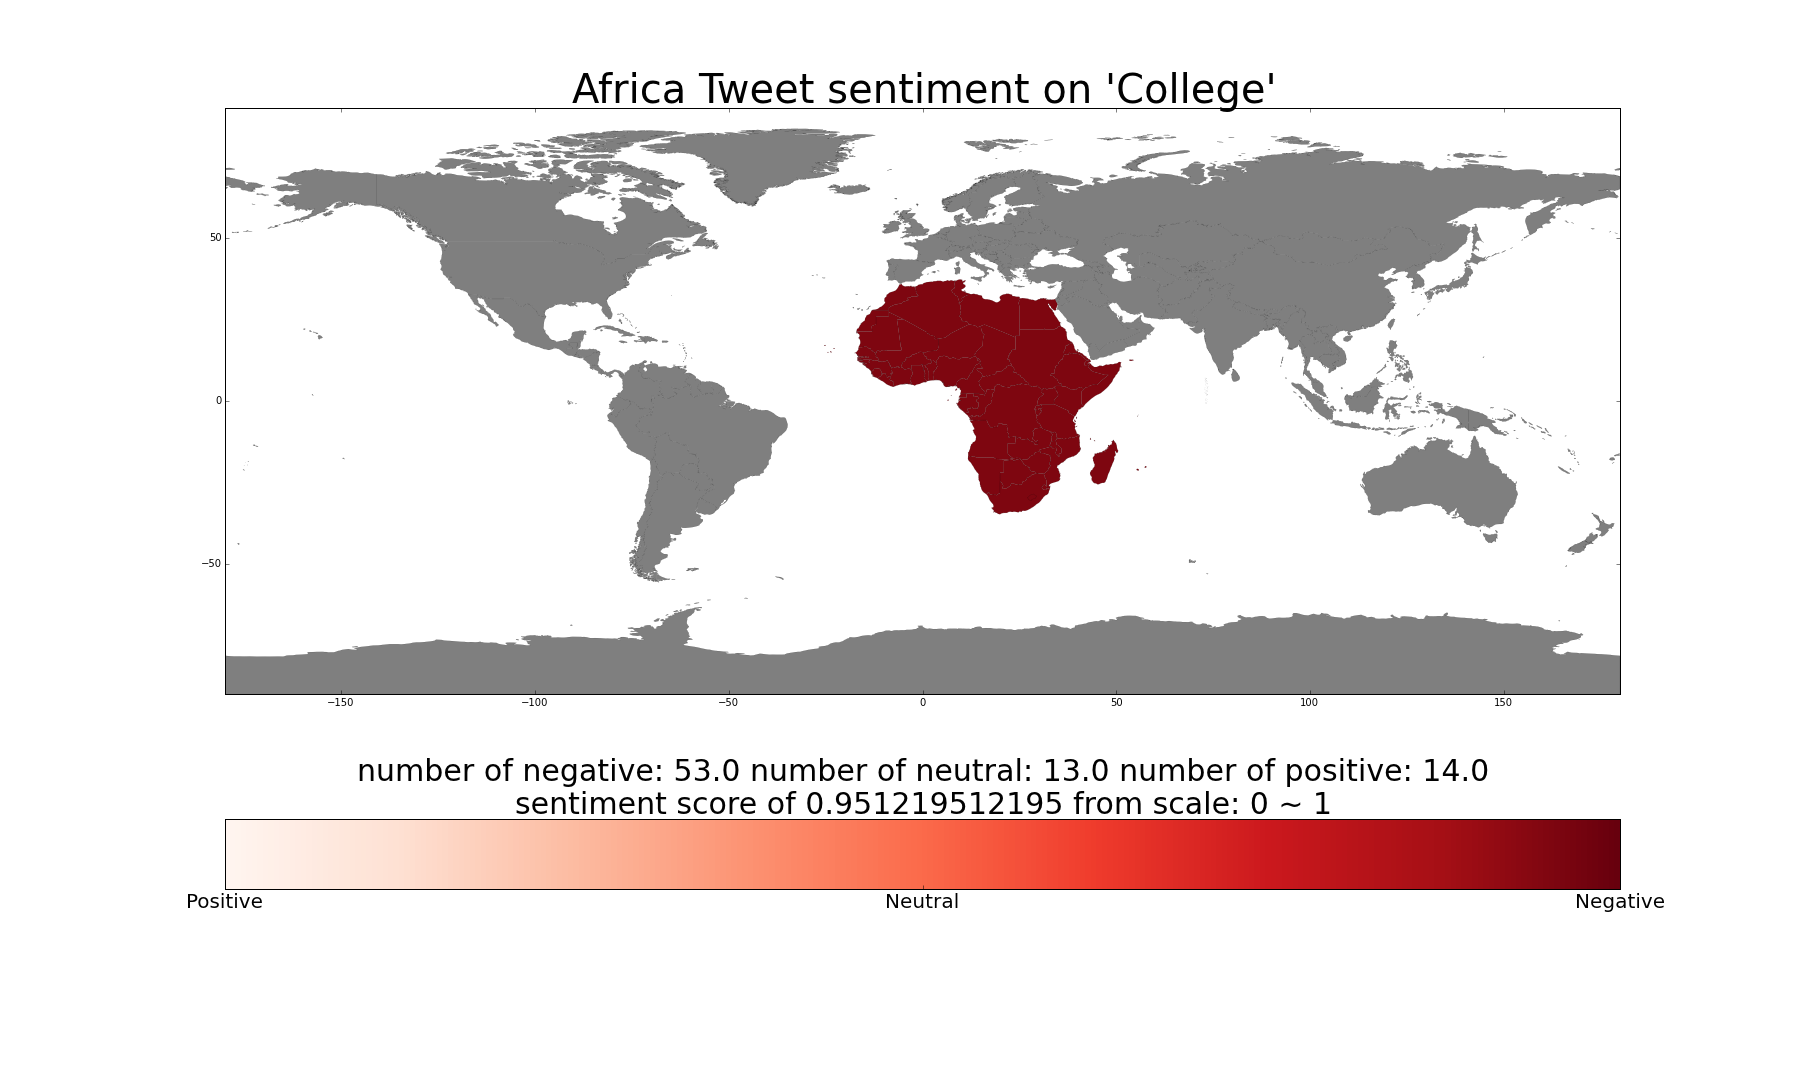 Africa Tweet sentiment on 'College'
50
0
−50
−150 −100 −50 0 50 100 150
number of negative: 53.0 number of neutral: 13.0 number of positive: 14.0
sentiment score of 0.951219512195 from scale: 0 ~ 1
Positive Neutral Negative